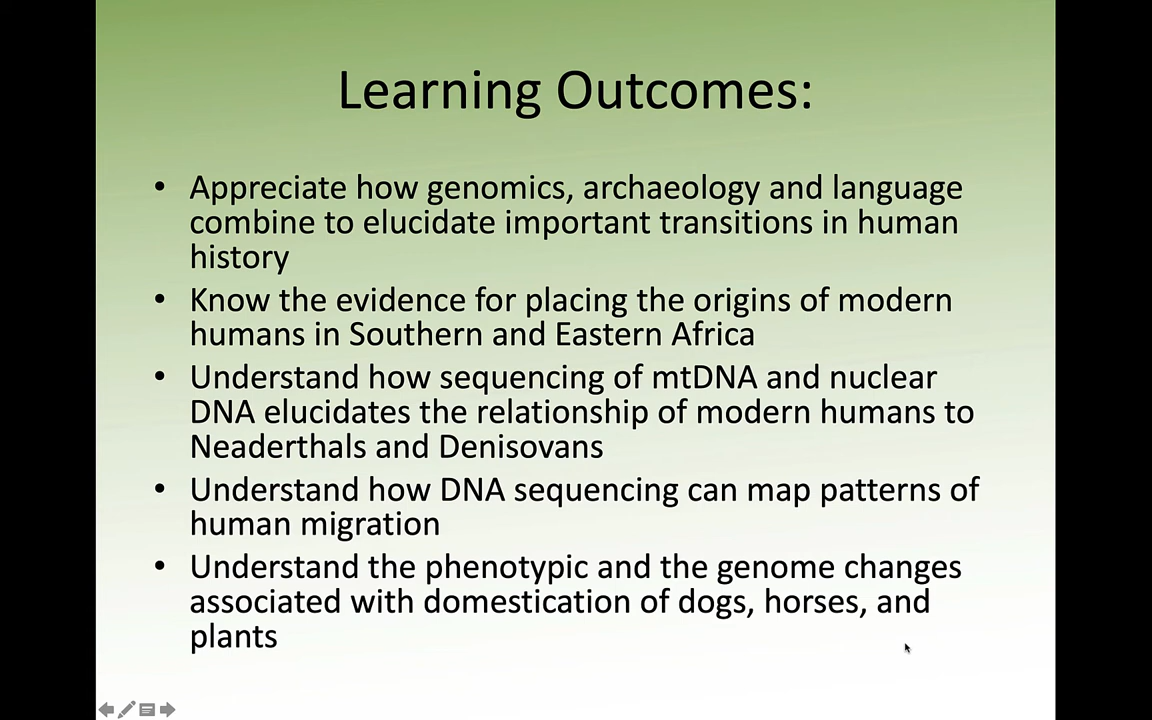 Learning Outcomes:
• Appreciate how genomics, archaeology and language
combine to elucidate important transitions in human
history
• Know the evidence for placing the origins of modern
humans in Southern and Eastern Africa
• Understand how sequencing of mtDNA and nuclear
DNA elucidates the relationship of modern humans to
Neaderthals and Denisovans
• Understand how DNA sequencing can map patterns of
human migration
• Understand the phenotypic and the genome changes
associated with domestication of dogs, horses, and
plants